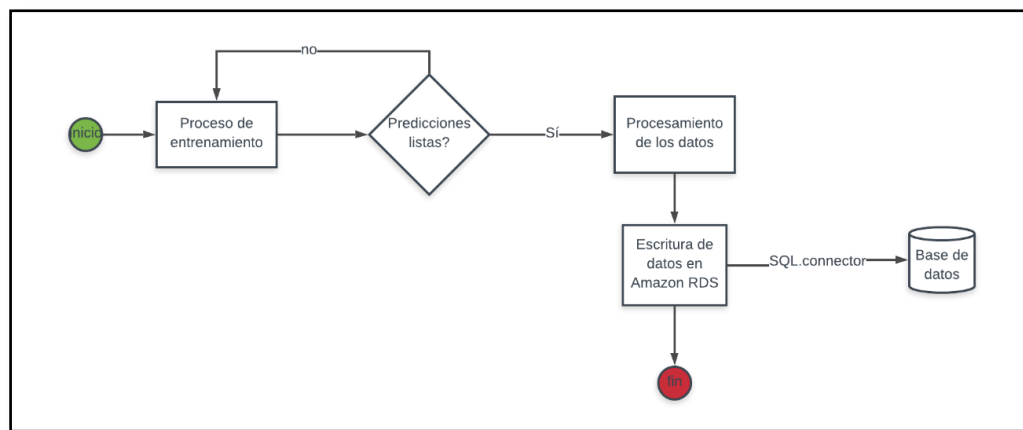 no
Inicio
Proceso de
entrenamiento
Predicciones
listas?
Sí
Procesamiento
de los datos
Escritura de
datos en
Amazon RDS
SQL.connector
Base de
datos
fin